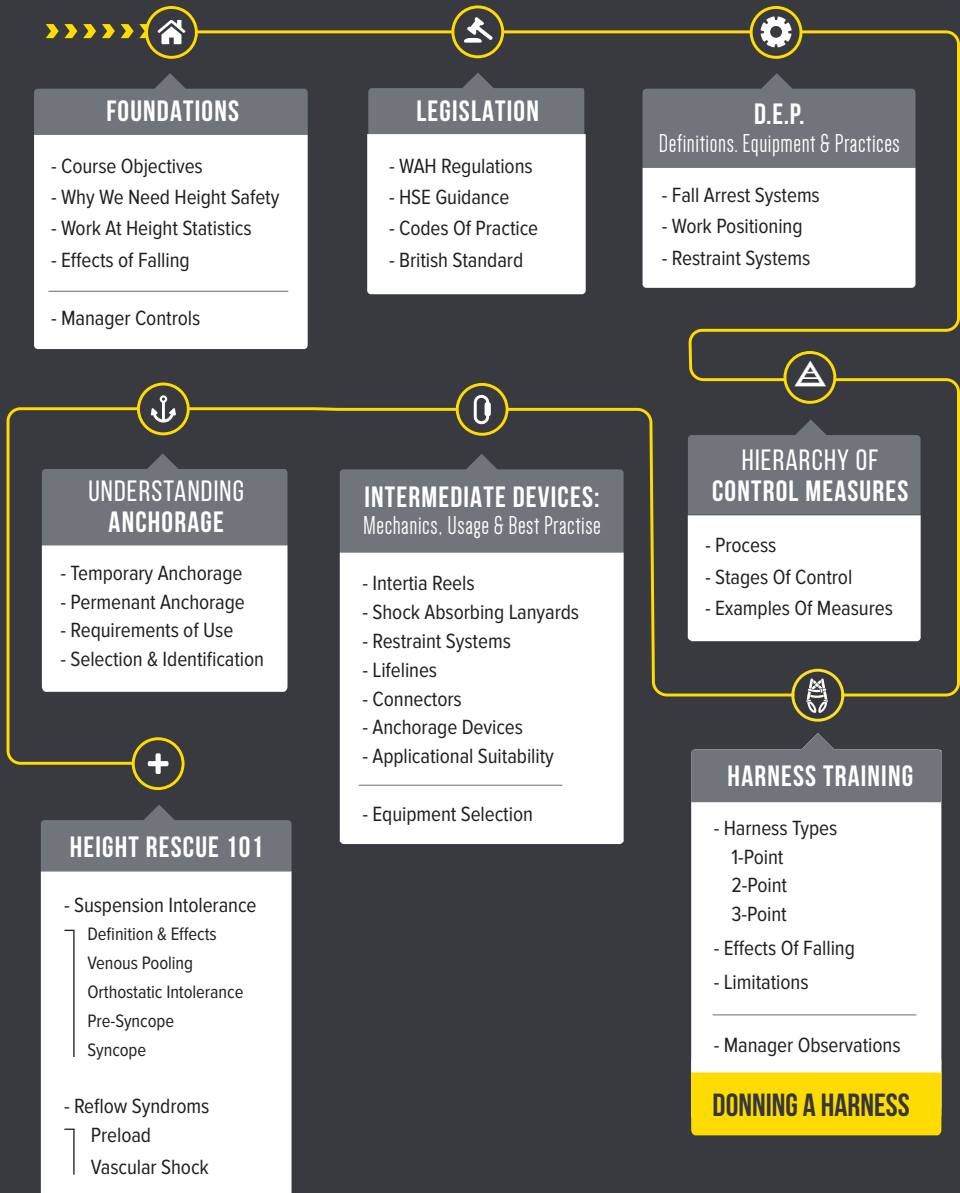 FOUNDATIONS
- Course Objectives
- Why We Need Height Safety
- Work At Height Statistics
- Effects of Falling
- Manager Controls
LEGISLATION
- WAH Regulations
- HSE Guidance
- Codes Of Practice
- British Standard
D.E.P.
Definitions. Equipment & Practices
- Fall Arrest Systems
- Work Positioning
- Restraint Systems
HIERARCHY OF
CONTROL MEASURES
- Process
- Stages Of Control
- Examples Of Measures
HARNESS TRAINING
- Harness Types
1-Point
2-Point
3-Point
- Effects Of Falling
- Limitations
- Manager Observations
DONNING A HARNESS
INTERMEDIATE DEVICES:
Mechanics, Usage & Best Practise
- Intertia Reels
- Shock Absorbing Lanyards
- Restraint Systems
- Lifelines
- Connectors
- Anchorage Devices
- Applicational Suitability
- Equipment Selection
UNDERSTANDING
ANCHORAGE
- Temporary Anchorage
- Permenant Anchorage
- Requirements of Use
- Selection & Identification
HEIGHT RESCUE 101
- Suspension Intolerance
Definition & Effects
Venous Pooling
Orthostatic Intolerance
Pre-Syncope
Syncope
- Reflow Syndroms
Preload
Vascular Shock